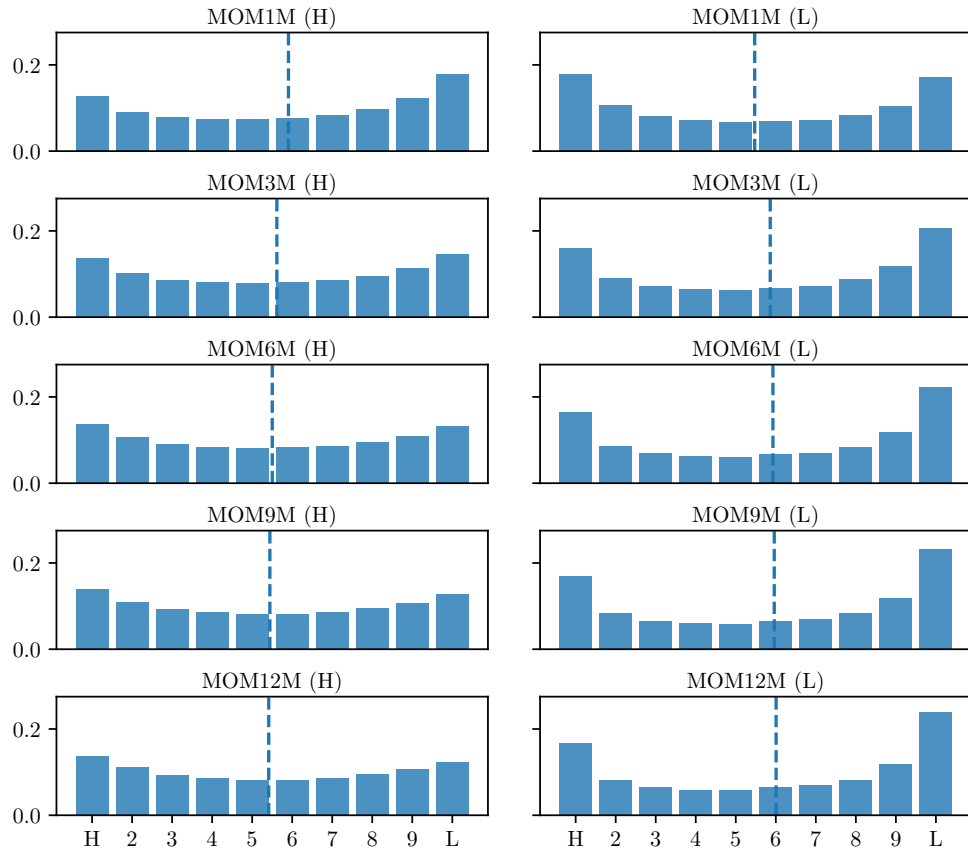 MOM1M (H) MOM1M (L)
0.2
0.0
MOM3M (H) MOM3M (L)
0.2
0.0
MOM6M (H) MOM6M (L)
0.2
0.0
MOM9M (H) MOM9M (L)
0.2
0.0
MOM12M (H) MOM12M (L)
0.2
0.0
H 2 3 4 5 6 7 8 9 L H 2 3 4 5 6 7 8 9 L